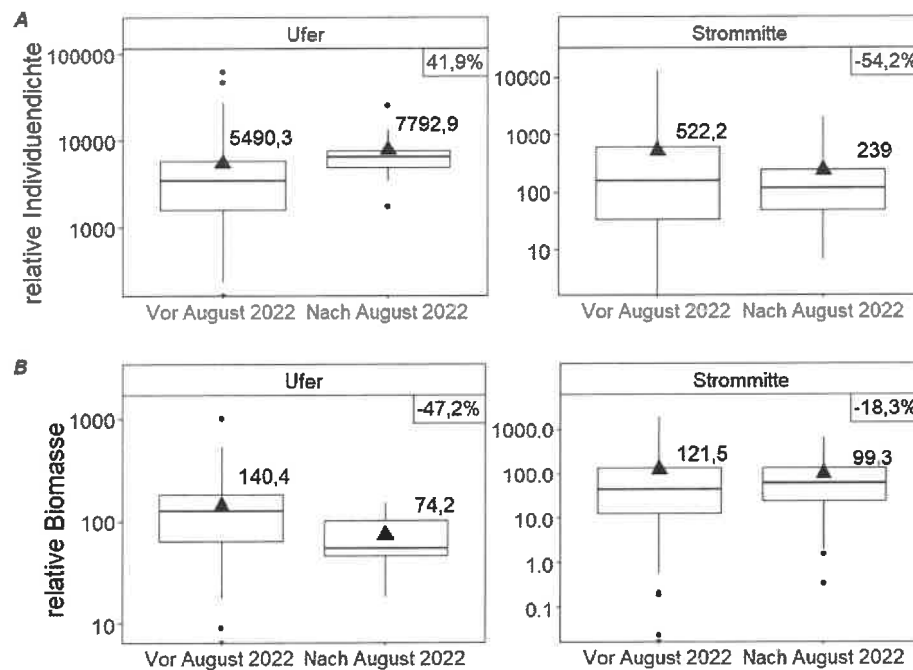 A
Ufer
Strommitte
41,9%
-54,2%
relative Individuendichte
100000
10000
1000
5490,3
7792,9
10000
1000
100
10
522,2
239
Vor August 2022 Nach August 2022
Vor August 2022 Nach August 2022
B
Ufer
Strommitte
-47,2%
-18,3%
relative Biomasse
1000
100
10
140,4
74,2
1000.0
100.0
10.0
1.0
0.1
121,5
99,3
Vor August 2022 Nach August 2022
Vor August 2022 Nach August 2022